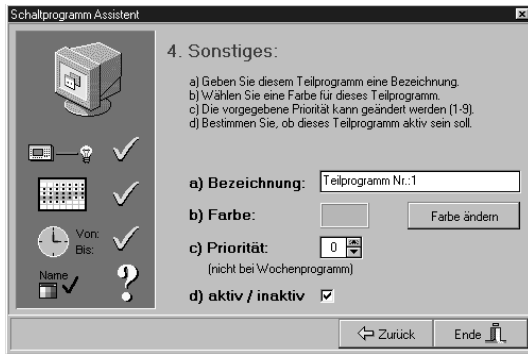 Schaltprogramm Assistent
4. Sonstiges:
a) Geben Sie diesem Teilprogramm eine Bezeichnung.
b) Wählen Sie eine Farbe für dieses Teilprogramm.
c) Die vorgegebene Priorität kann geändert werden (1-9).
d) Bestimmen Sie, ob dieses Teilprogramm aktiv sein soll.
a) Bezeichnung: Teilprogramm Nr.:1
b) Farbe: Farbe ändern
Von:
Bis:
c) Priorität: 0
(nicht bei Wochenprogramm)
Name
d) aktiv / inaktiv
Zurück Ende